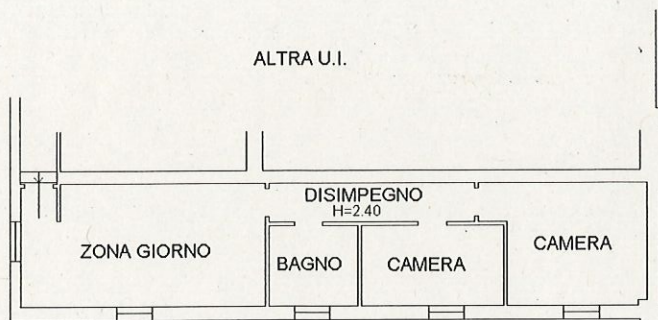 ALTRA U.I.
DISIMPEGNO
H=2.40
ZONA GIORNO
BAGNO
CAMERA
CAMERA